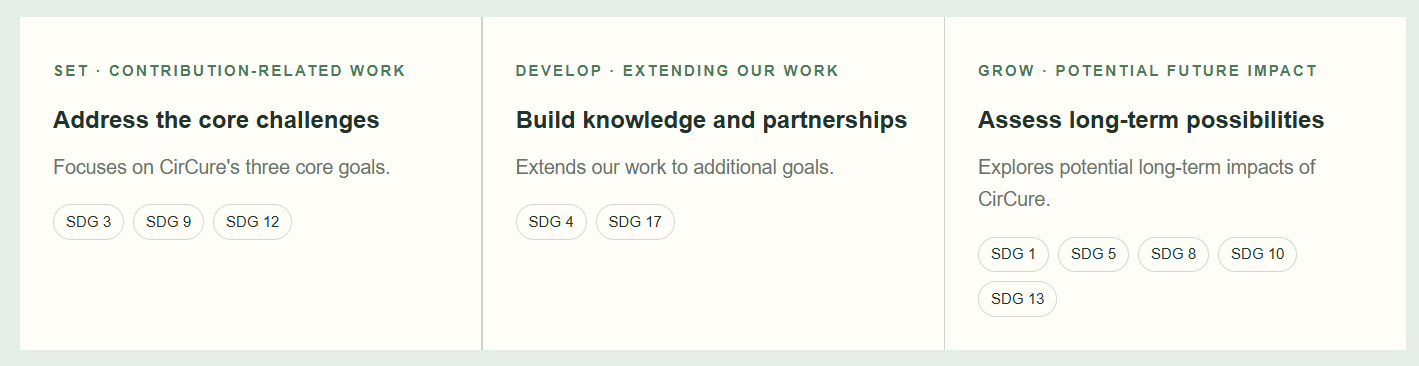 SET · CONTRIBUTION-RELATED WORK
Address the core challenges
Focuses on CirCure's three core goals.
SDG 3
SDG 9
SDG 12
DEVELOP · EXTENDING OUR WORK
Build knowledge and partnerships
Extends our work to additional goals.
SDG 4
SDG 17
GROW · POTENTIAL FUTURE IMPACT
Assess long-term possibilities
Explores potential long-term impacts of
CirCure.
SDG 1
SDG 5
SDG 8
SDG 10
SDG 13